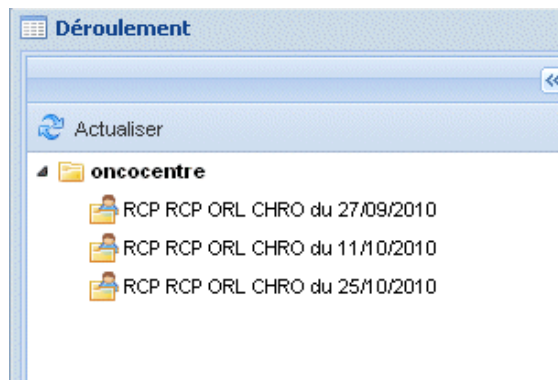 Déroulement
Actualiser
oncocentre
RCP RCP ORL CHRO du 27/09/2010
RCP RCP ORL CHRO du 11/10/2010
RCP RCP ORL CHRO du 25/10/2010